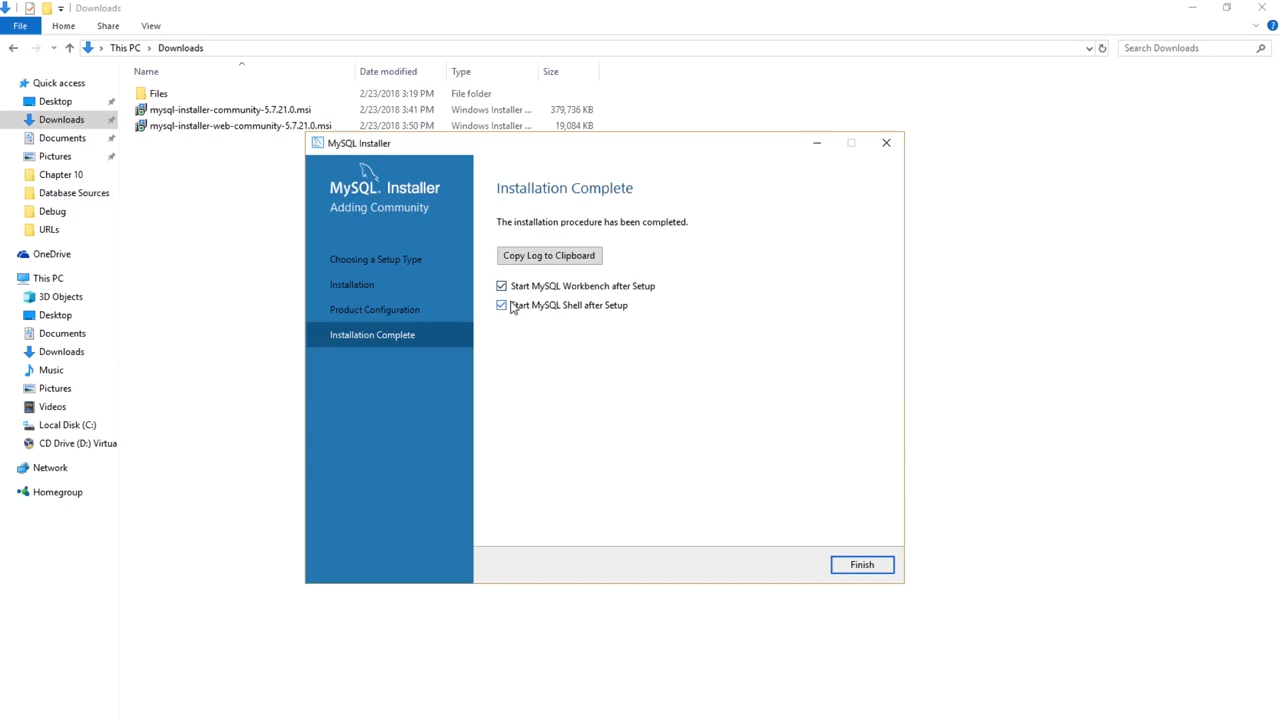 Downloads
File Home Share View
This PC Downloads
Search Downloads
Name Date modified Type Size
Files 2/23/2018 3:19 PM File folder
mysql-installer-community-5.7.21.0.msi 2/23/2018 3:41 PM Windows Installer ... 379,736 KB
mysql-installer-web-community-5.7.21.0.msi 2/23/2018 3:50 PM Windows Installer ... 19,084 KB
Quick access
Desktop
Downloads
Documents
Pictures
Chapter 10
Database Sources
Debug
URLs
OneDrive
This PC
3D Objects
Desktop
Documents
Downloads
Music
Pictures
Videos
Local Disk (C:)
CD Drive (D:) Virtua
Network
Homegroup
MySQL Installer
MySQL. Installer
Adding Community
Choosing a Setup Type
Installation
Product Configuration
Installation Complete
Installation Complete
The installation procedure has been completed.
Copy Log to Clipboard
Start MySQL Workbench after Setup
Start MySQL Shell after Setup
Finish